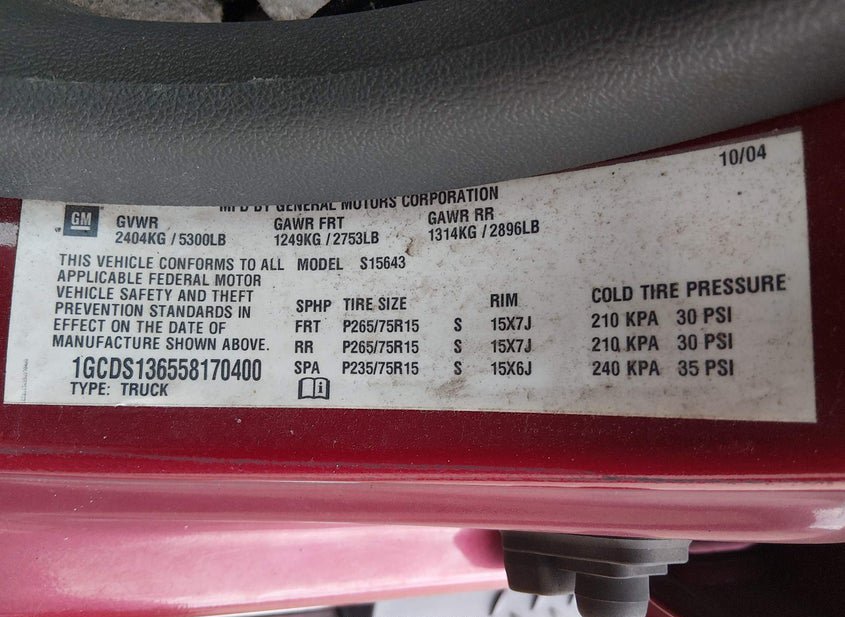 MFD BY GENERAL MOTORS CORPORATION
10/04
GM
GVWR GAWR FRT GAWR RR
2404KG / 5300LB 1249KG / 2753LB 1314KG / 2896LB
THIS VEHICLE CONFORMS TO ALL
APPLICABLE FEDERAL MOTOR
VEHICLE SAFETY AND THEFT
PREVENTION STANDARDS IN
EFFECT ON THE DATE OF
MANUFACTURE SHOWN ABOVE.
1GCDS136558170400
TYPE: TRUCK
MODEL S15643
SPHP TIRE SIZE RIM COLD TIRE PRESSURE
FRT P265/75R15 S 15X7J 210 KPA 30 PSI
RR P265/75R15 S 15X7J 210 KPA 30 PSI
SPA P235/75R15 S 15X6J 240 KPA 35 PSI